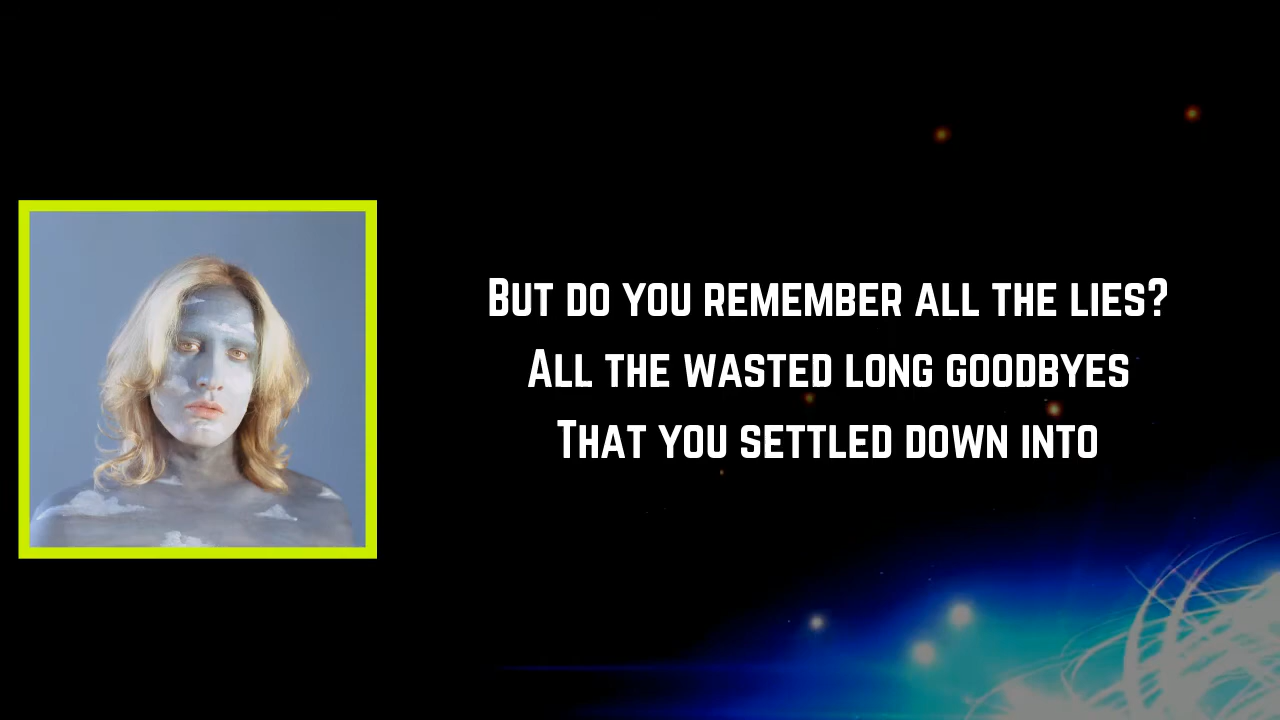 But do you remember all the lies?
All the wasted long goodbyes
That you settled down into